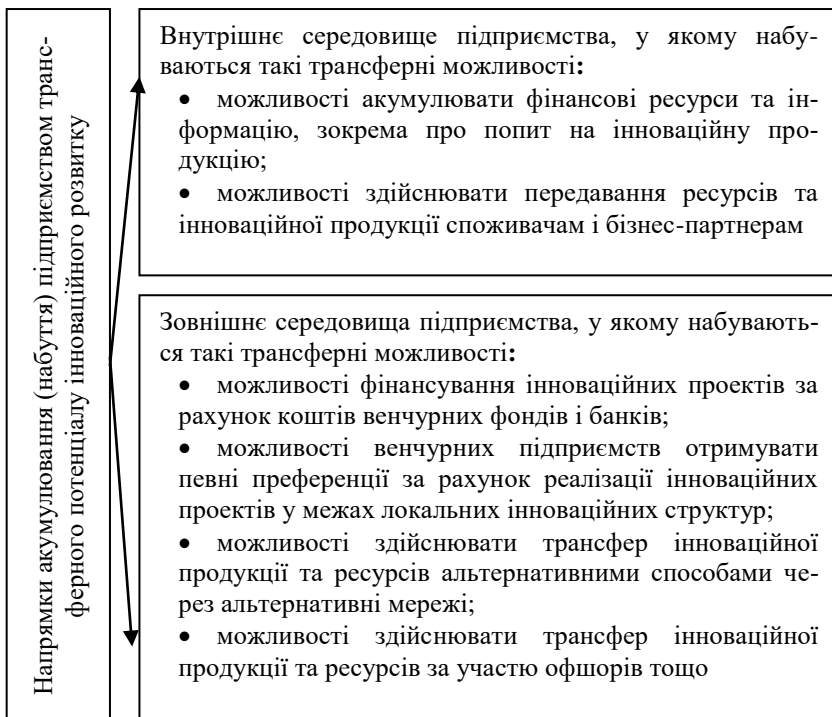 Напрямки акумулювання (набуття) підприємством транс-
ферного потенціалу інноваційного розвитку
Внутрішнє середовище підприємства, у якому набу-
ваються такі трансферні можливості:
• можливості акумулювати фінансові ресурси та ін-
формацію, зокрема про попит на інноваційну про-
дукцію;
• можливості здійснювати передавання ресурсів та
інноваційної продукції споживачам і бізнес-партнерам
Зовнішнє середовища підприємства, у якому набувають-
ся такі трансферні можливості:
• можливості фінансування інноваційних проектів за
рахунок коштів венчурних фондів і банків;
• можливості венчурних підприємств отримувати
певні преференції за рахунок реалізації інноваційних
проектів у межах локальних інноваційних структур;
• можливості здійснювати трансфер інноваційної
продукції та ресурсів альтернативними способами че-
рез альтернативні мережі;
• можливості здійснювати трансфер інноваційної
продукції та ресурсів за участю офшорів тощо